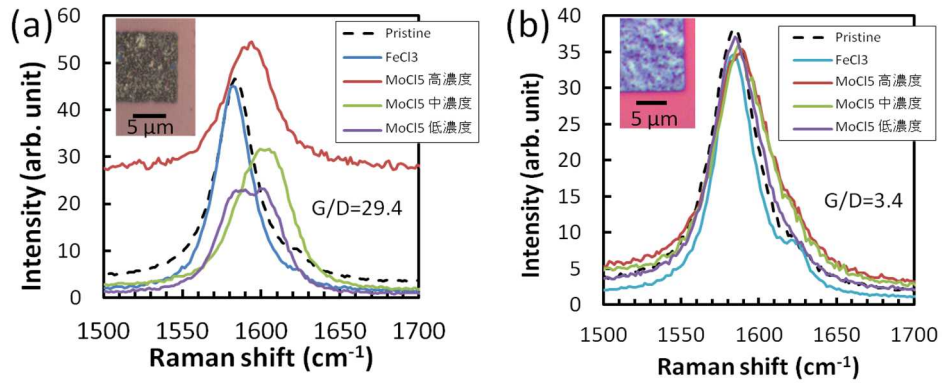 (a)
60
50
40
30
20
10
0
Intensity (arb. unit)
5 μm
Pristine
FeCl3
MoCl5 高濃度
MoCl5 中濃度
MoCl5 低濃度
G/D=29.4
1500 1550 1600 1650 1700
Raman shift (cm-1)
(b)
40
35
30
25
20
15
10
5
0
Intensity (arb. unit)
5 μm
Pristine
FeCl3
MoCl5 高濃度
MoCl5 中濃度
MoCl5 低濃度
G/D=3.4
1500 1550 1600 1650 1700
Raman shift (cm-1)